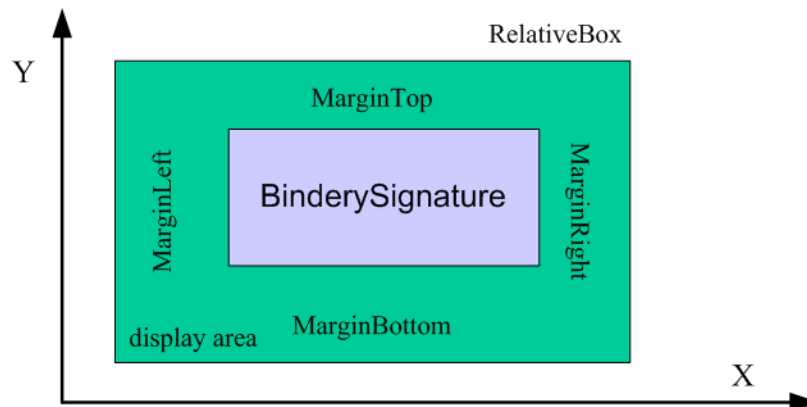 RelativeBox
Y
MarginTop
MarginLeft
BinderySignature
MarginRight
MarginBottom
display area
X